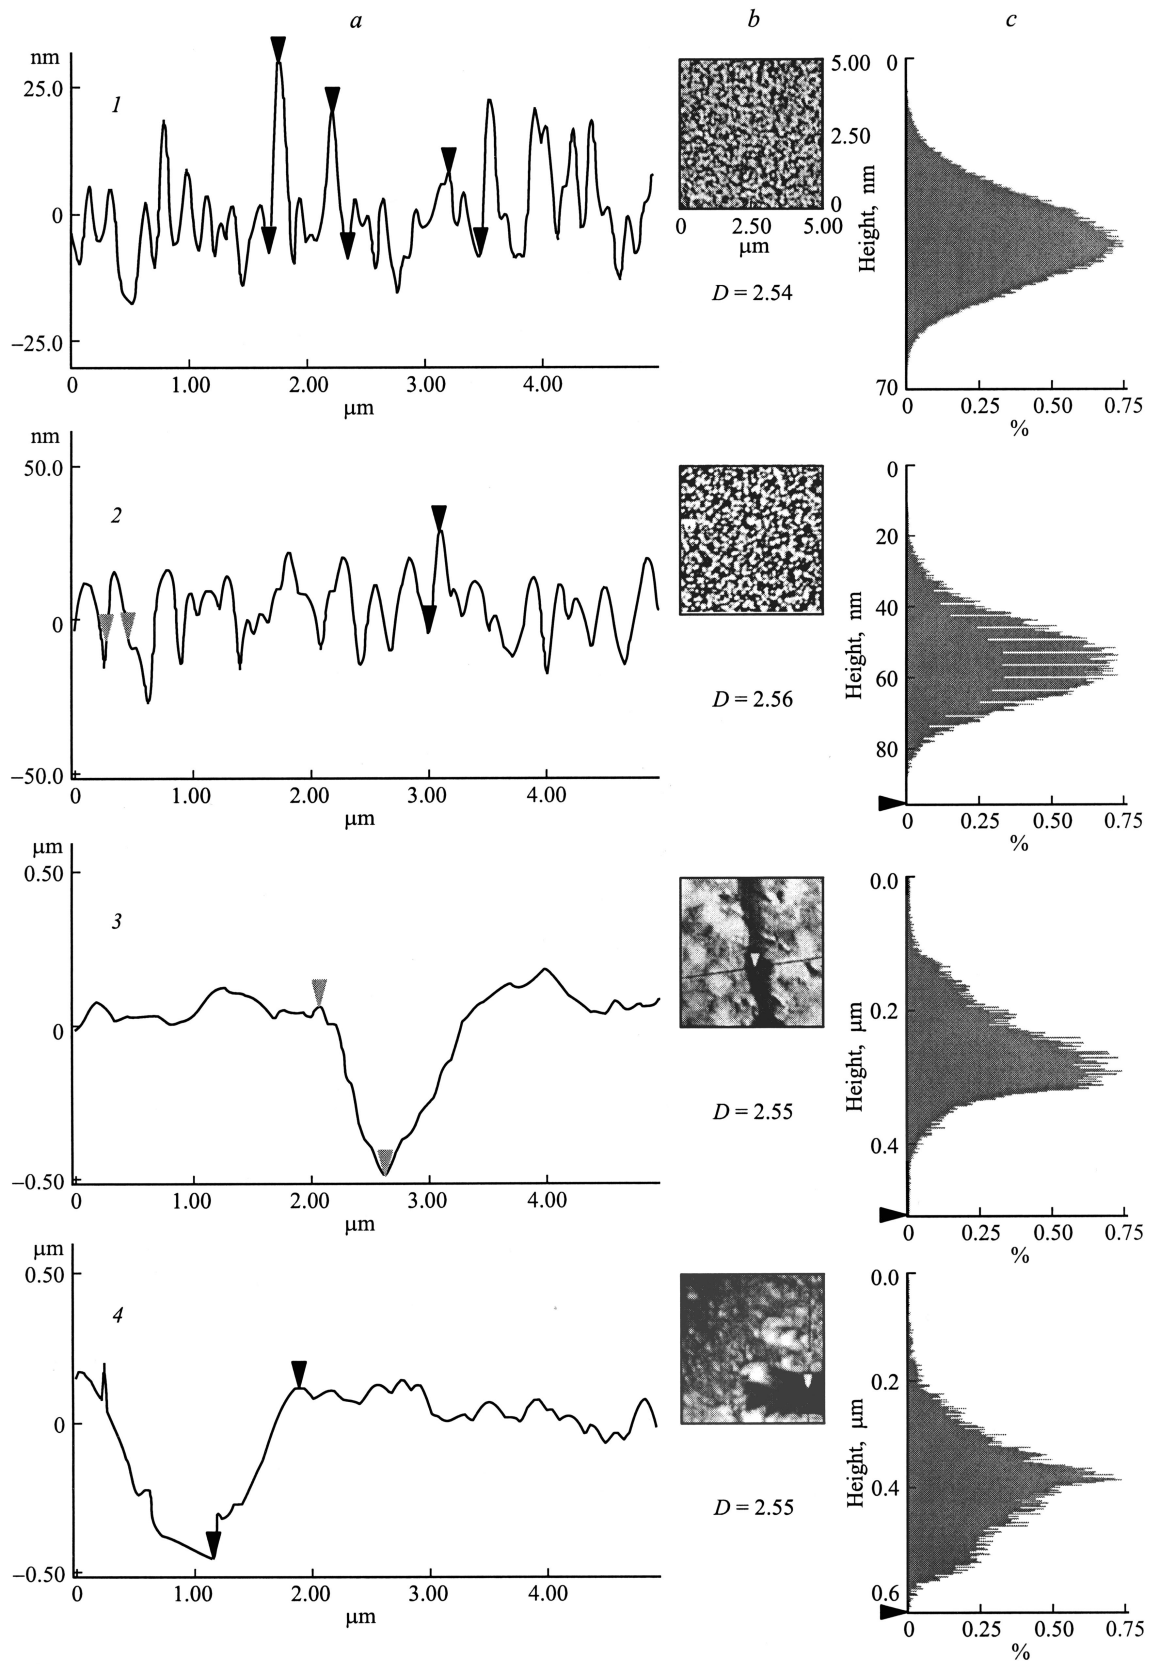 a b c
nm
25.0
0
−25.0
1
0 1.00 2.00 3.00 4.00
μm
5.00
2.50
0
0 2.50 5.00
μm
D = 2.54
0
70
Height, nm
0 0.25 0.50 0.75
%
nm
50.0
0
−50.0
2
0 1.00 2.00 3.00 4.00
μm
D = 2.56
0
20
40
60
80
Height, nm
0 0.25 0.50 0.75
%
μm
0.50
0
−0.50
3
0 1.00 2.00 3.00 4.00
μm
D = 2.55
0.0
0.2
0.4
Height, μm
0 0.25 0.50 0.75
%
μm
0.50
0
−0.50
4
0 1.00 2.00 3.00 4.00
μm
D = 2.55
0.0
0.2
0.4
0.6
Height, μm
0 0.25 0.50 0.75
%